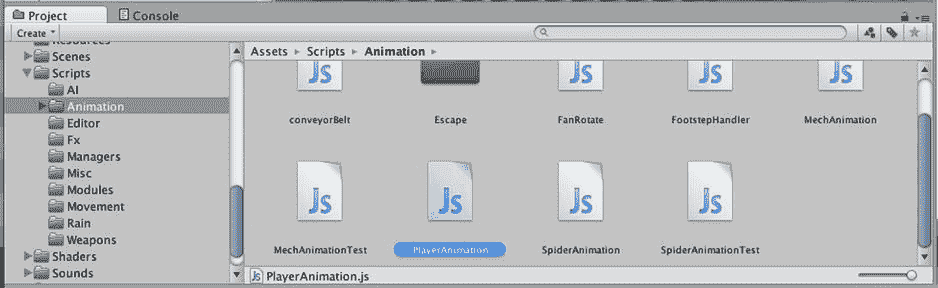 Project
Console
Create
Resources
Scenes
Scripts
AI
Animation
Editor
Fx
Managers
Misc
Modules
Movement
Rain
Weapons
Shaders
Sounds
Assets ▸ Scripts ▸ Animation ▸
Js Js Js Js
conveyorBelt Escape FanRotate FootstepHandler MechAnimation
Js Js Js Js
MechAnimationTest PlayerAnimation SpiderAnimation SpiderAnimationTest
Js PlayerAnimation.js